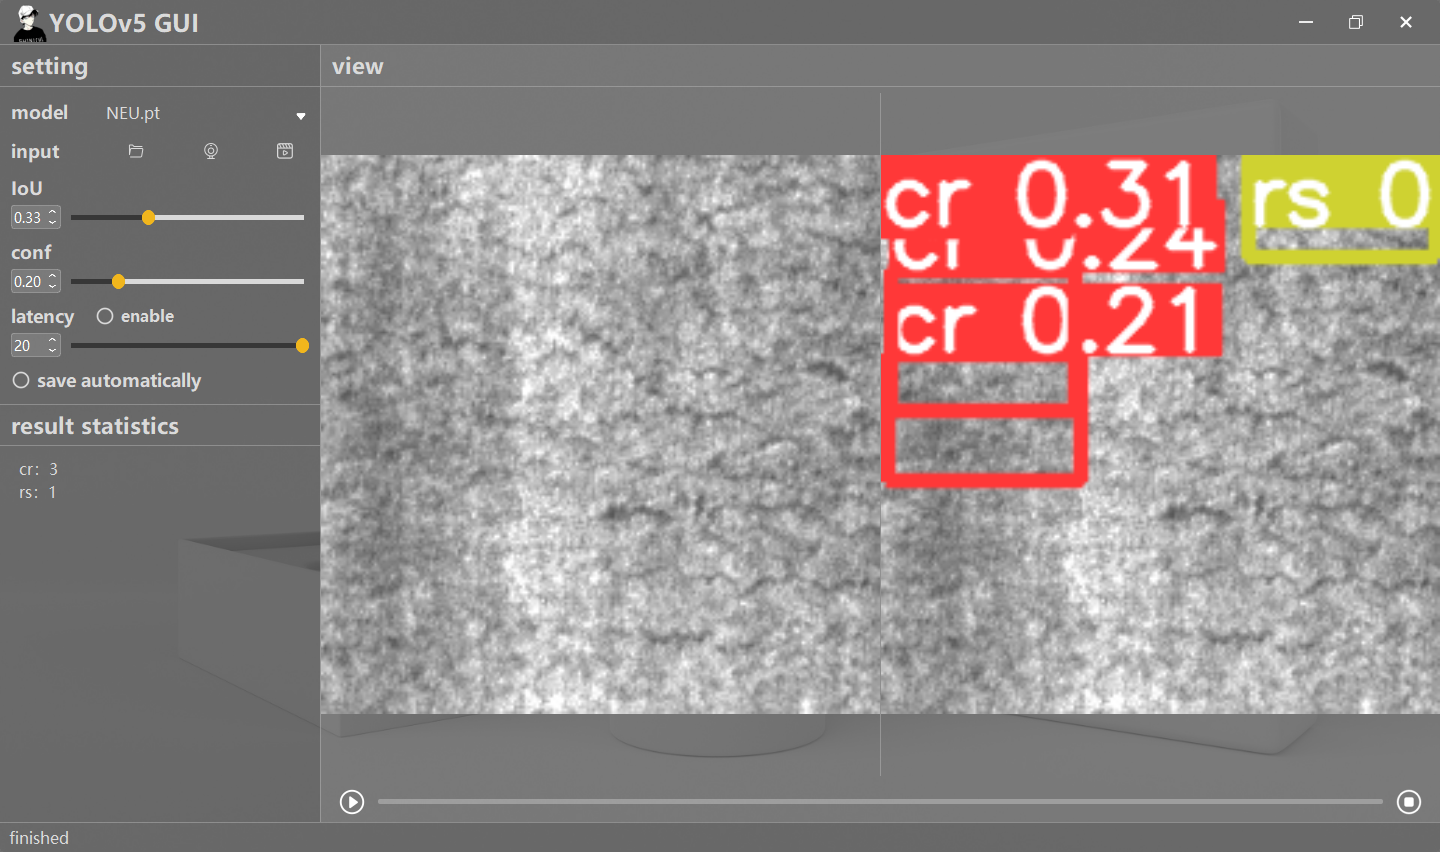 YOLOv5 GUI
setting
view
model NEU.pt
input
IoU
0.33
conf
0.20
latency enable
20
save automatically
result statistics
cr: 3
rs: 1
cr 0.31
rs 0
cr 0.24
cr 0.21
finished